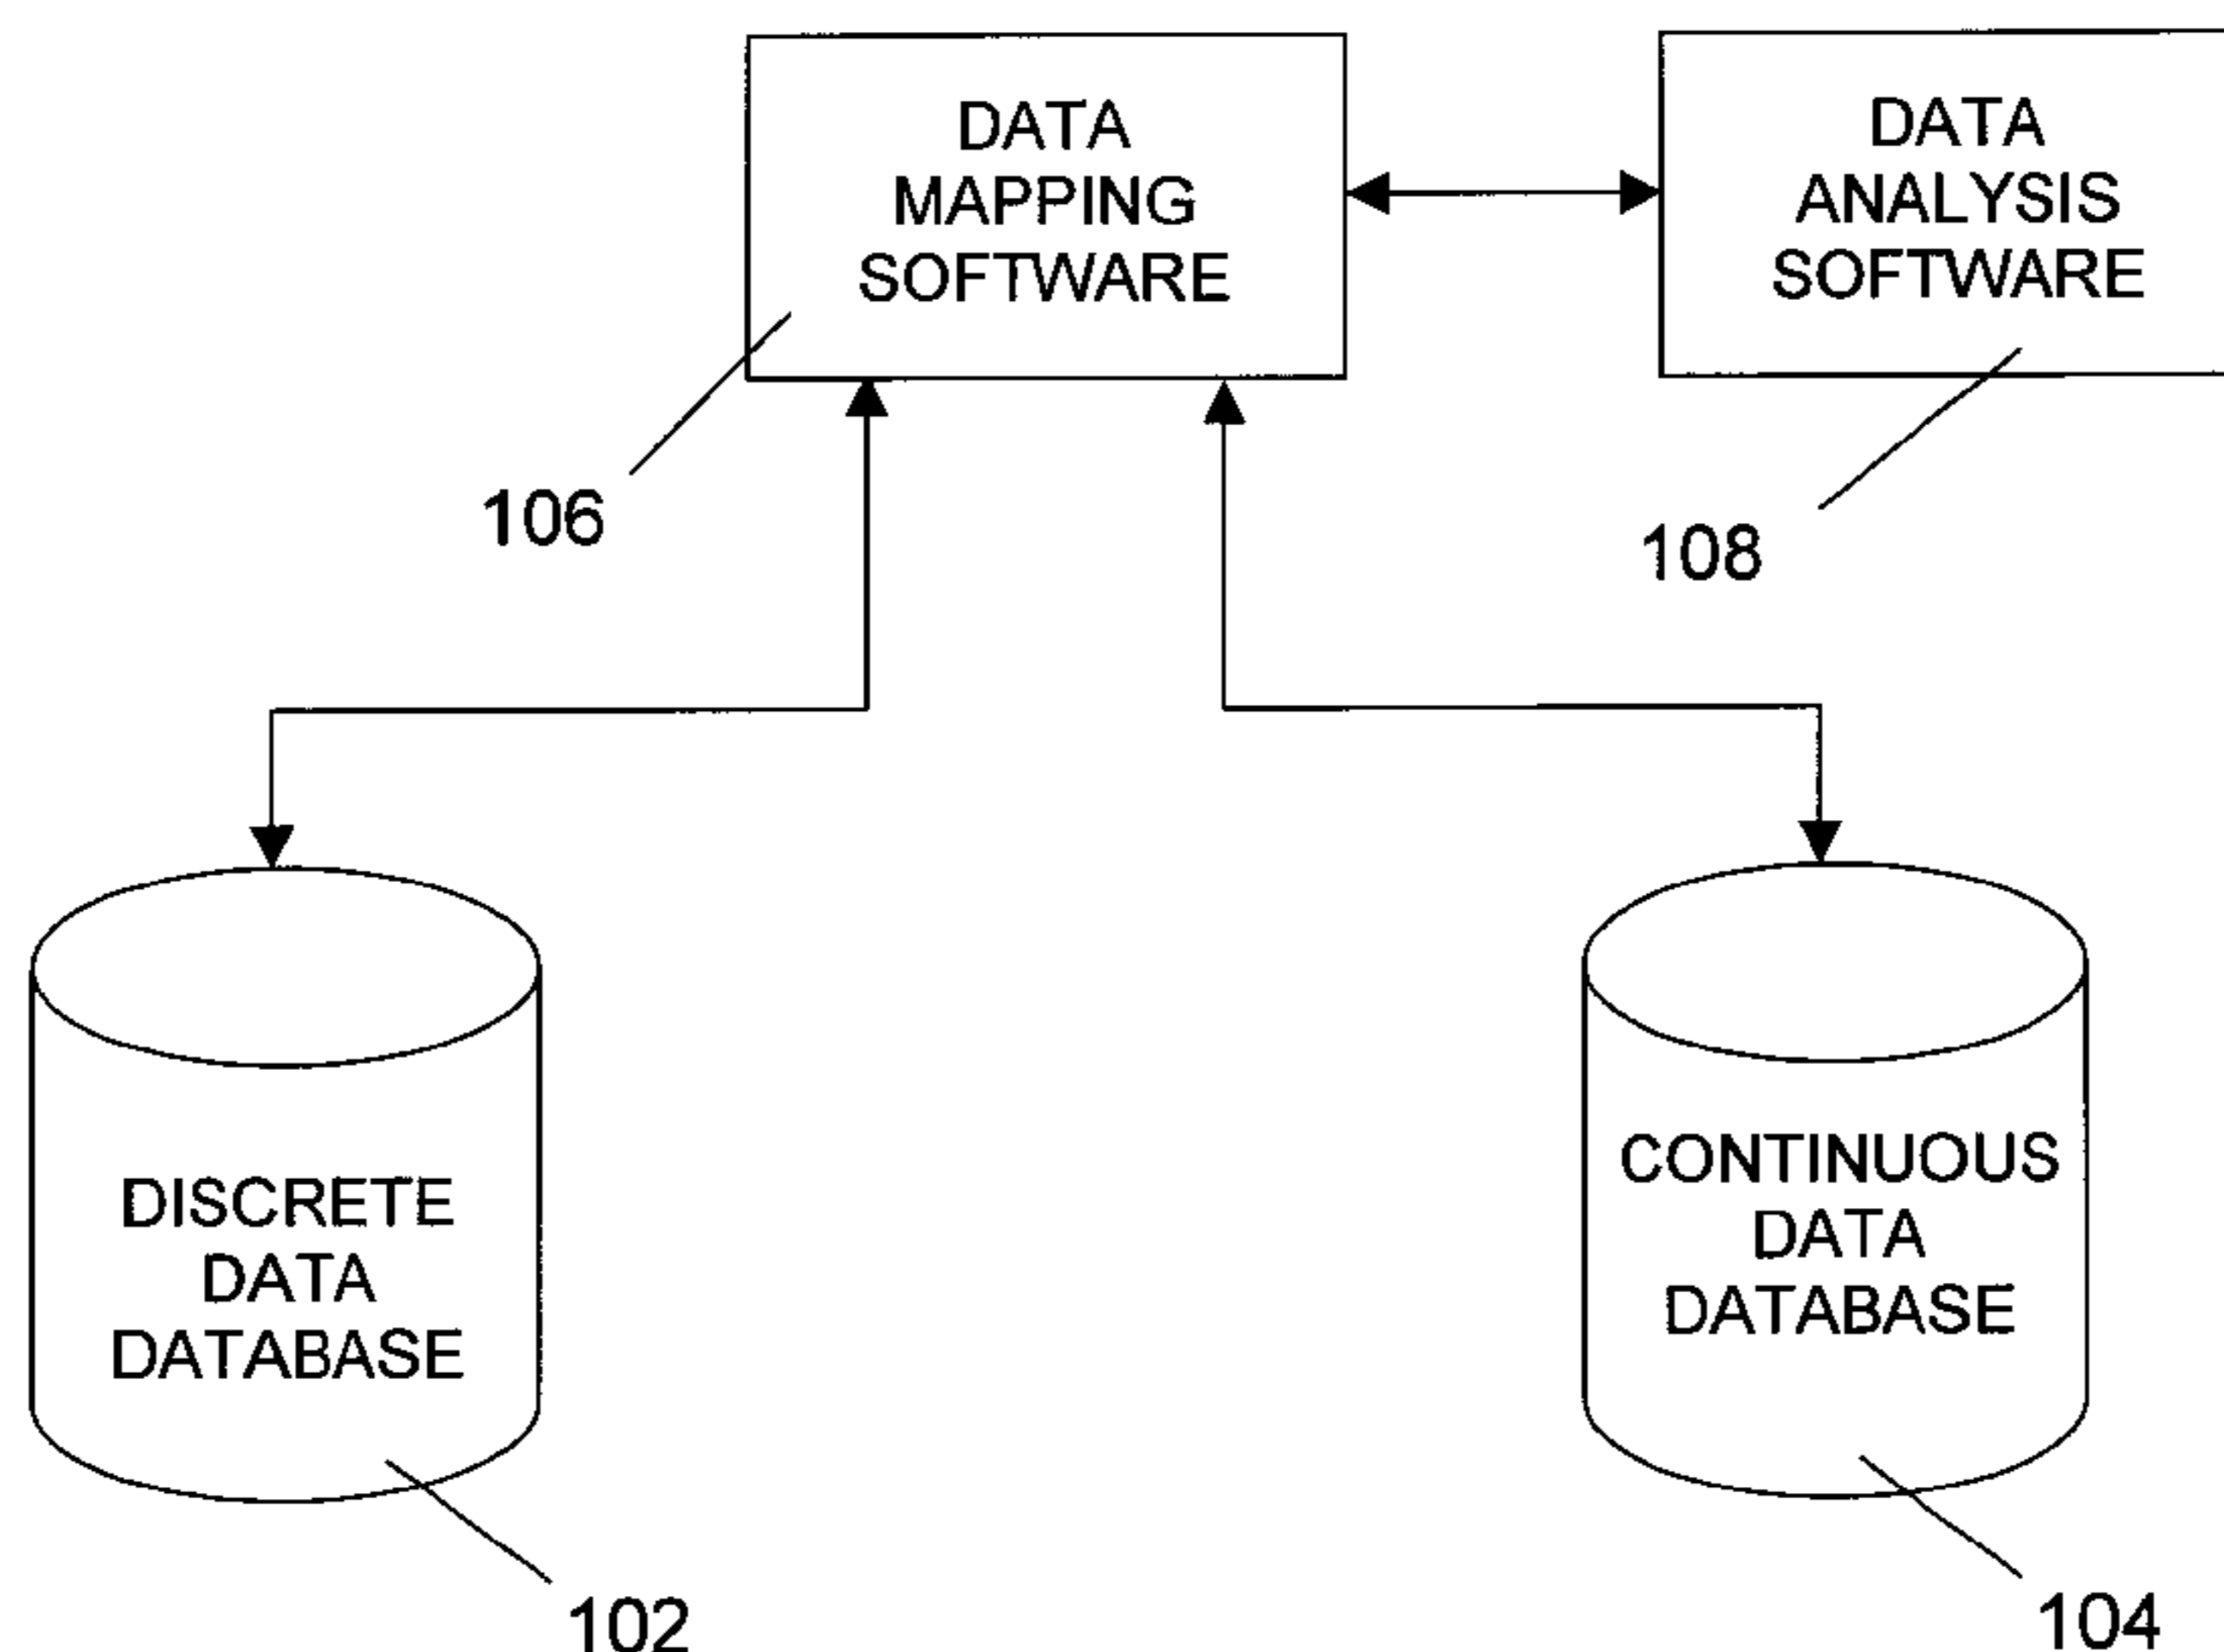 DATA
MAPPING
SOFTWARE
DATA
ANALYSIS
SOFTWARE
106
108
DISCRETE
DATA
DATABASE
CONTINUOUS
DATA
DATABASE
102
104